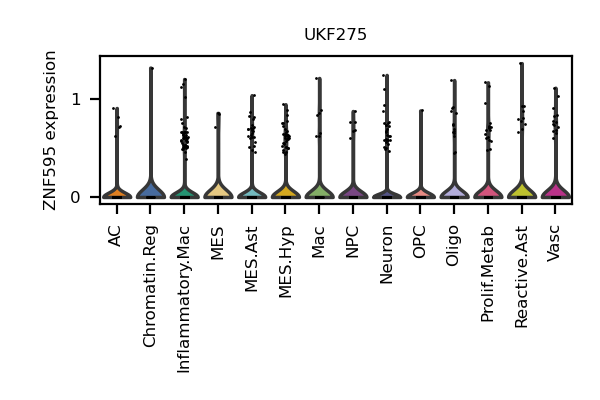 UKF275
ZNF595 expression
1
0
AC
Chromatin.Reg
Inflammatory.Mac
MES
MES.Ast
MES.Hyp
Mac
NPC
Neuron
OPC
Oligo
Prolif.Metab
Reactive.Ast
Vasc